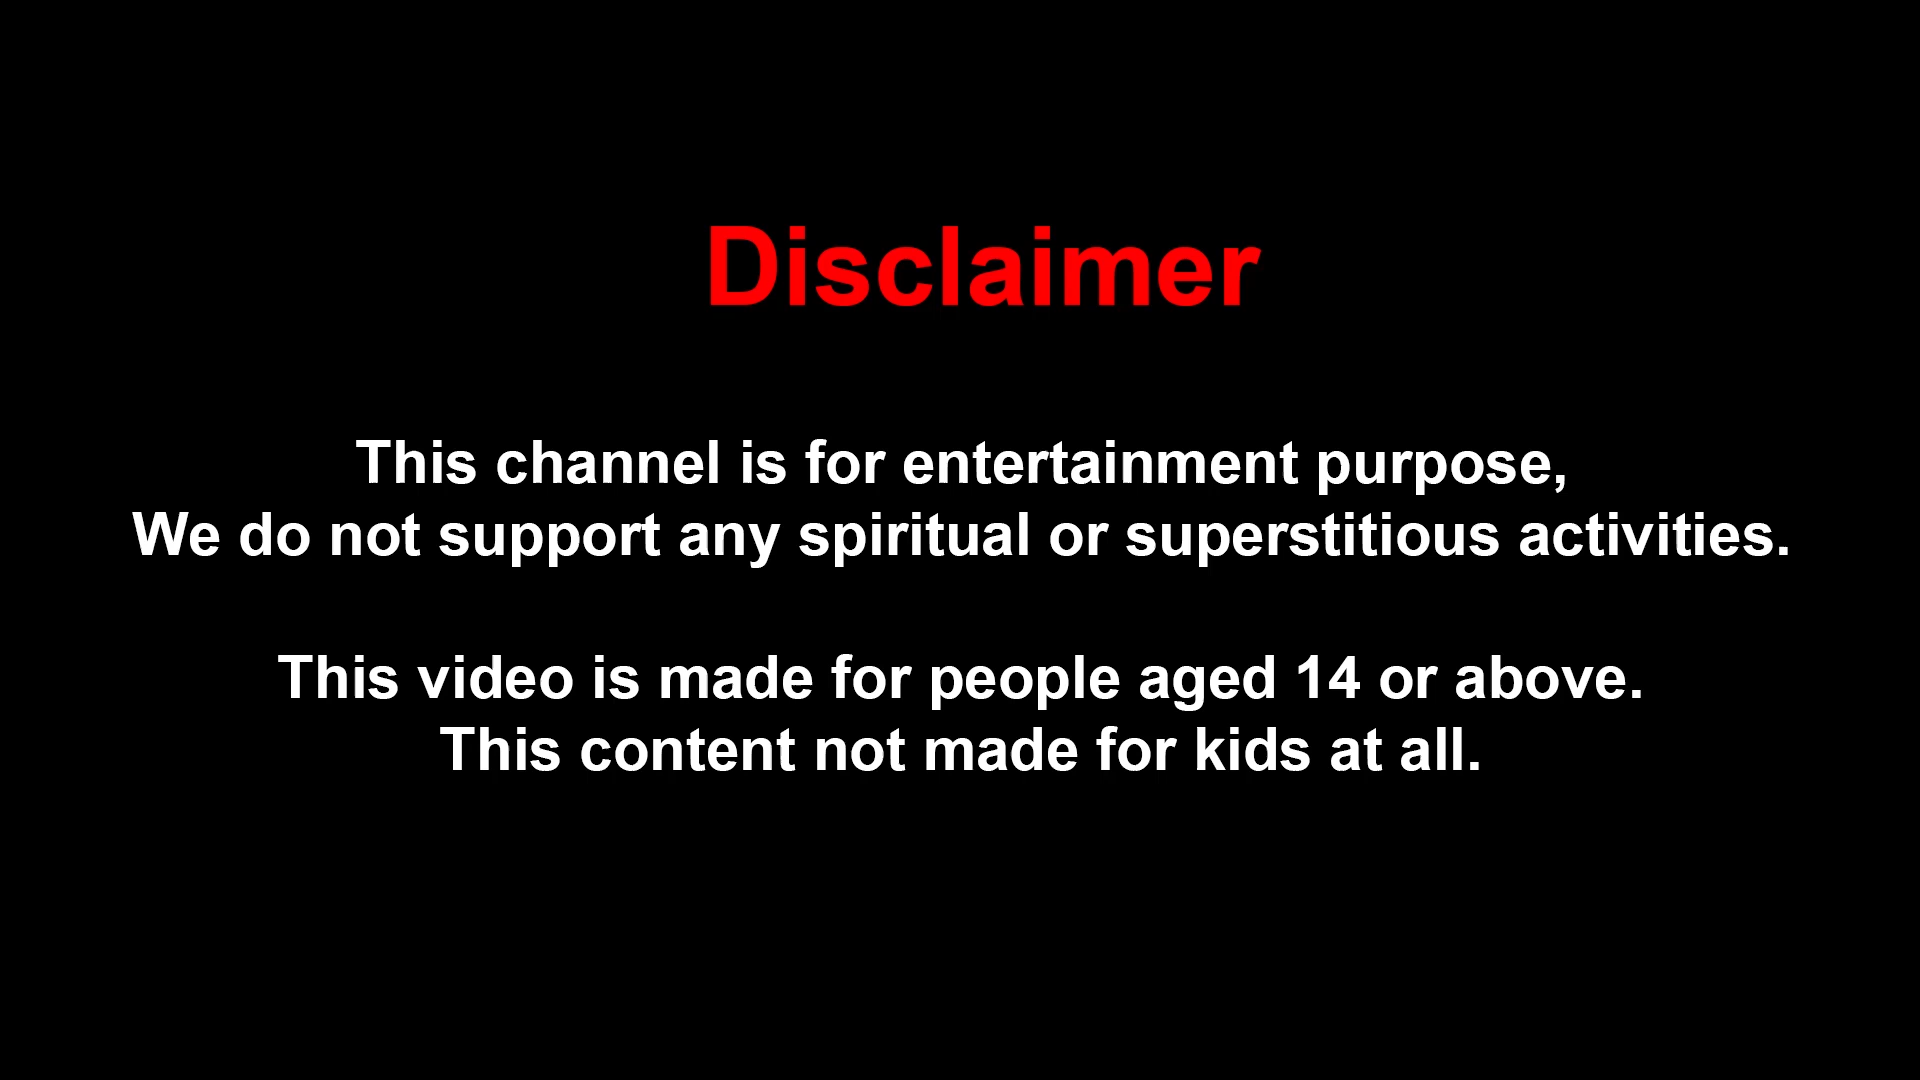 Disclaimer
This channel is for entertainment purpose,
We do not support any spiritual or superstitious activities.
This video is made for people aged 14 or above.
This content not made for kids at all.